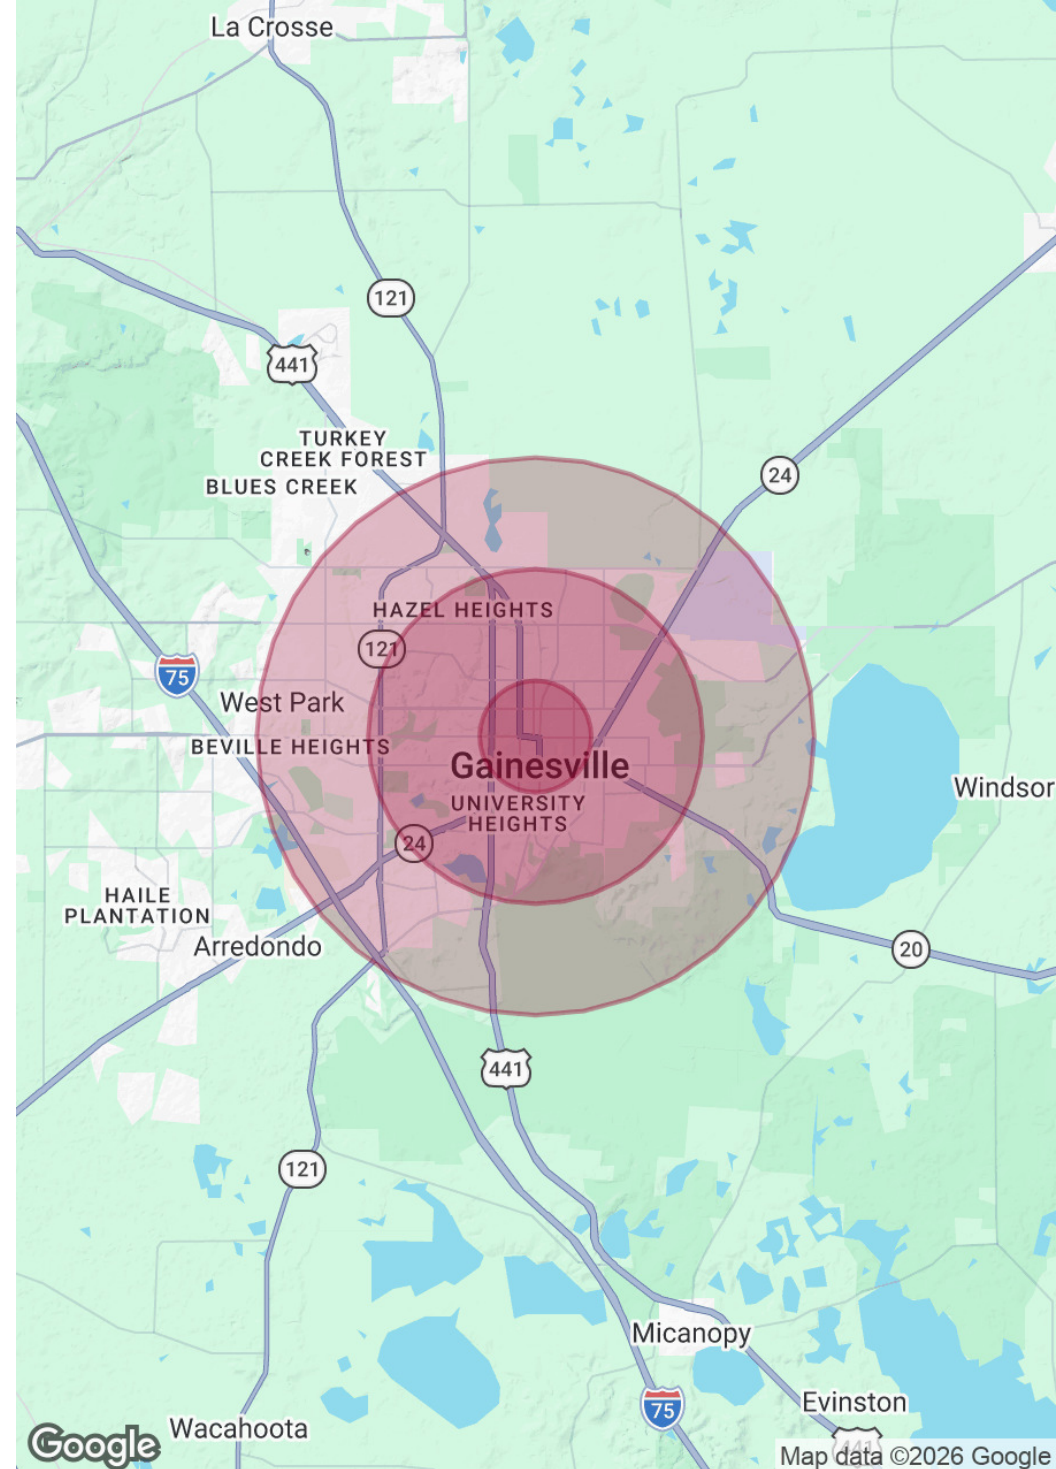 La Crosse
121
441
TURKEY
CREEK FOREST
24
BLUES CREEK
HAZEL HEIGHTS
121
75
West Park
BEVILLE HEIGHTS
Gainesville
Windsor
UNIVERSITY
HEIGHTS
24
HAILE
PLANTATION
Arredondo
20
441
121
Micanopy
Evinston
75
Wacahoota
441
Google
Map data ©2026 Google